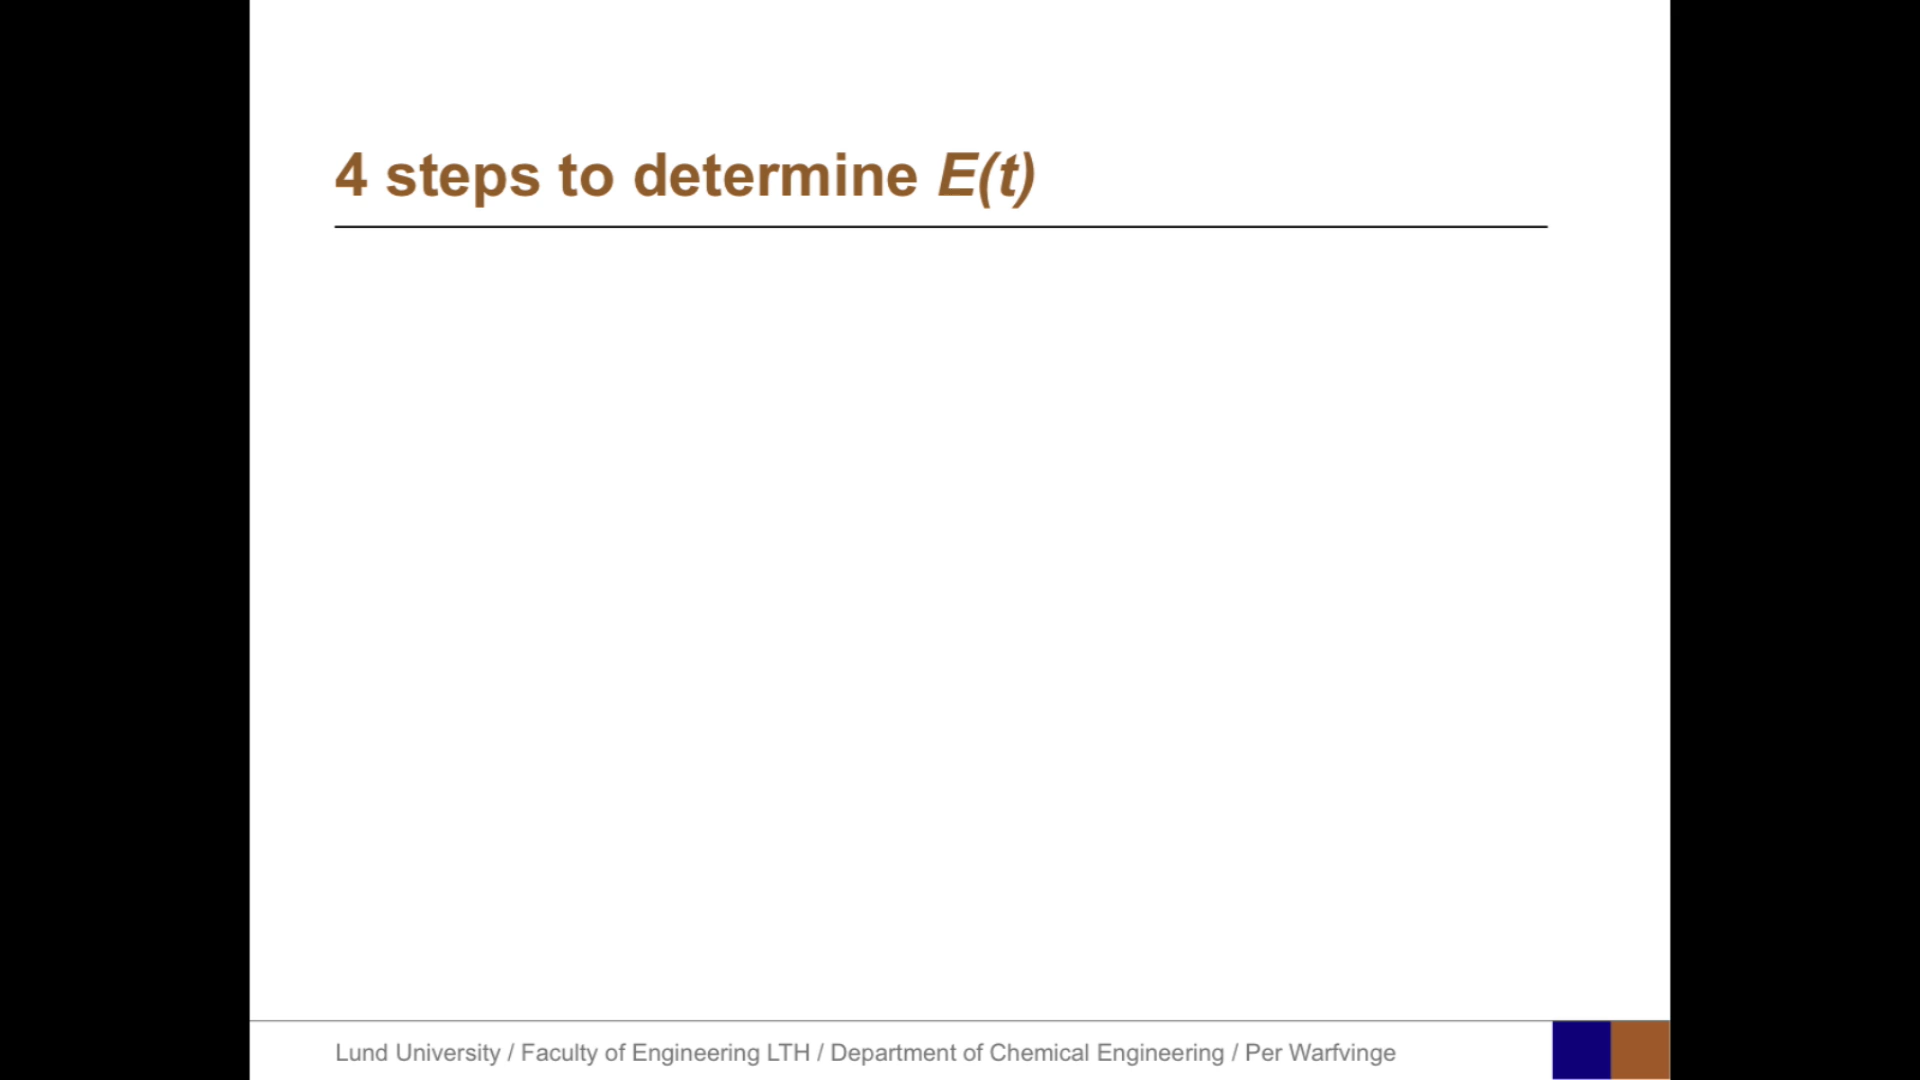 4 steps to determine E(t)
Lund University / Faculty of Engineering LTH / Department of Chemical Engineering / Per Warfvinge